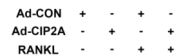 Ad-CON + - + -
Ad-CIP2A - + - +
RANKL - - + +